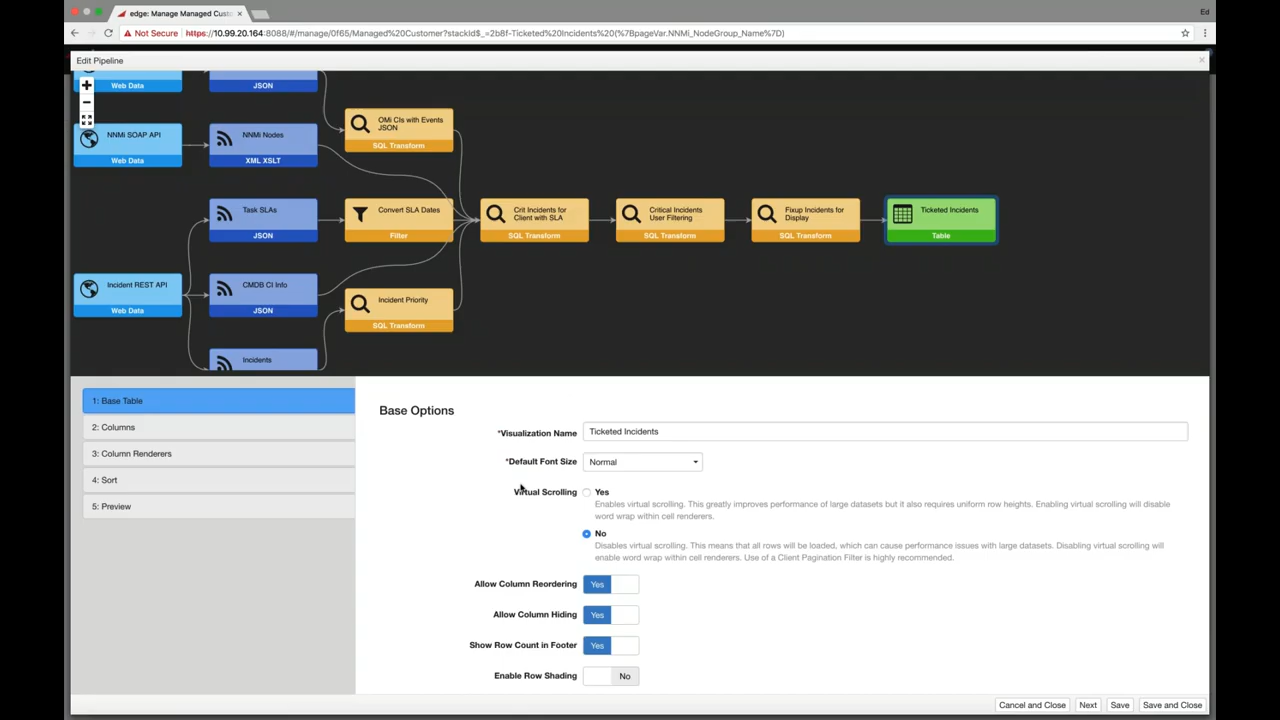 edge: Manage Managed Custo
Ed
Not Secure https://10.99.20.164:8088/#/manage/0f65/Managed%20Customer?stackId$_=2b8f-Ticketed%20Incidents%20(%7BpageVar.NNMi_NodeGroup_Name%7D)
Edit Pipeline
Web Data
JSON
OMi CIs with Events
JSON
SQL Transform
NNMi SOAP API
Web Data
NNMi Nodes
XML XSLT
Task SLAs
JSON
Convert SLA Dates
Filter
Crit Incidents for
Client with SLA
SQL Transform
Critical Incidents
User Filtering
SQL Transform
Fixup Incidents for
Display
SQL Transform
Ticketed Incidents
Table
Incident REST API
Web Data
CMDB CI Info
JSON
Incident Priority
SQL Transform
Incidents
1: Base Table
2: Columns
3: Column Renderers
4: Sort
5: Preview
Base Options
*Visualization Name Ticketed Incidents
*Default Font Size Normal
Virtual Scrolling Yes
Enables virtual scrolling. This greatly improves performance of large datasets but it also requires uniform row heights. Enabling virtual scrolling will disable
word wrap within cell renderers.
No
Disables virtual scrolling. This means that all rows will be loaded, which can cause performance issues with large datasets. Disabling virtual scrolling will
enable word wrap within cell renderers. Use of a Client Pagination Filter is highly recommended.
Allow Column Reordering Yes
Allow Column Hiding Yes
Show Row Count in Footer Yes
Enable Row Shading No
Cancel and Close Next Save Save and Close